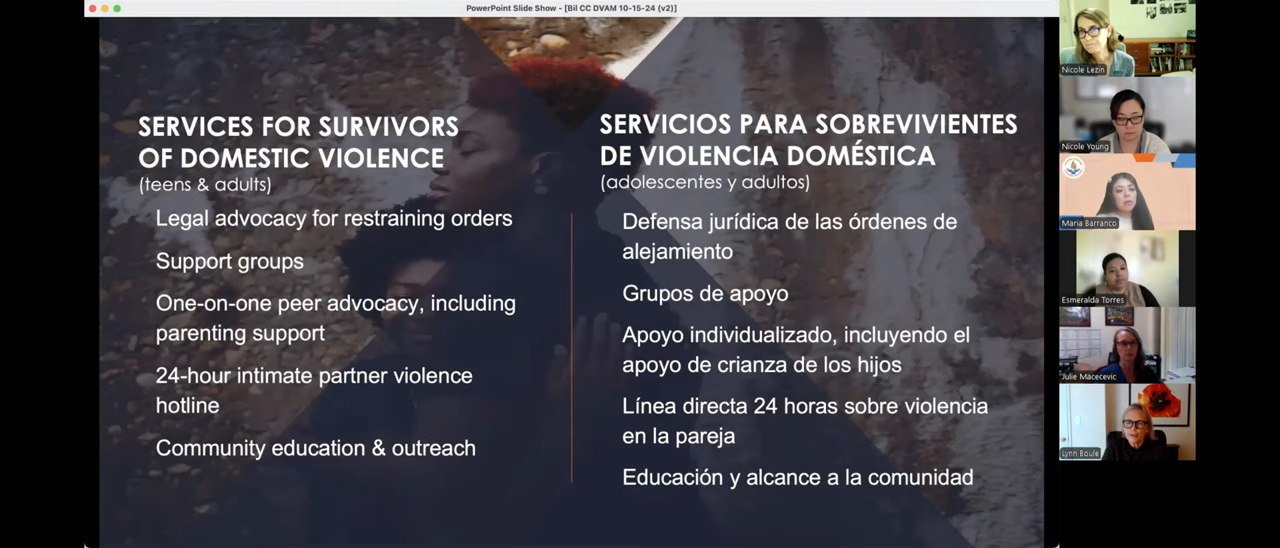 PowerPoint Slide Show - [Bil CC DVAM 10-15-24 (v2)]
SERVICES FOR SURVIVORS
OF DOMESTIC VIOLENCE
(teens & adults)
Legal advocacy for restraining orders
Support groups
One-on-one peer advocacy, including
parenting support
24-hour intimate partner violence
hotline
Community education & outreach
SERVICIOS PARA SOBREVIVIENTES
DE VIOLENCIA DOMÉSTICA
(adolescentes y adultos)
Defensa jurídica de las órdenes de
alejamiento
Grupos de apoyo
Apoyo individualizado, incluyendo el
apoyo de crianza de los hijos
Línea directa 24 horas sobre violencia
en la pareja
Educación y alcance a la comunidad
Nicole Lezin
Nicole Young
Maria Barranco
Esmeralda Torres
Julie Macecevic
Lynn Boule